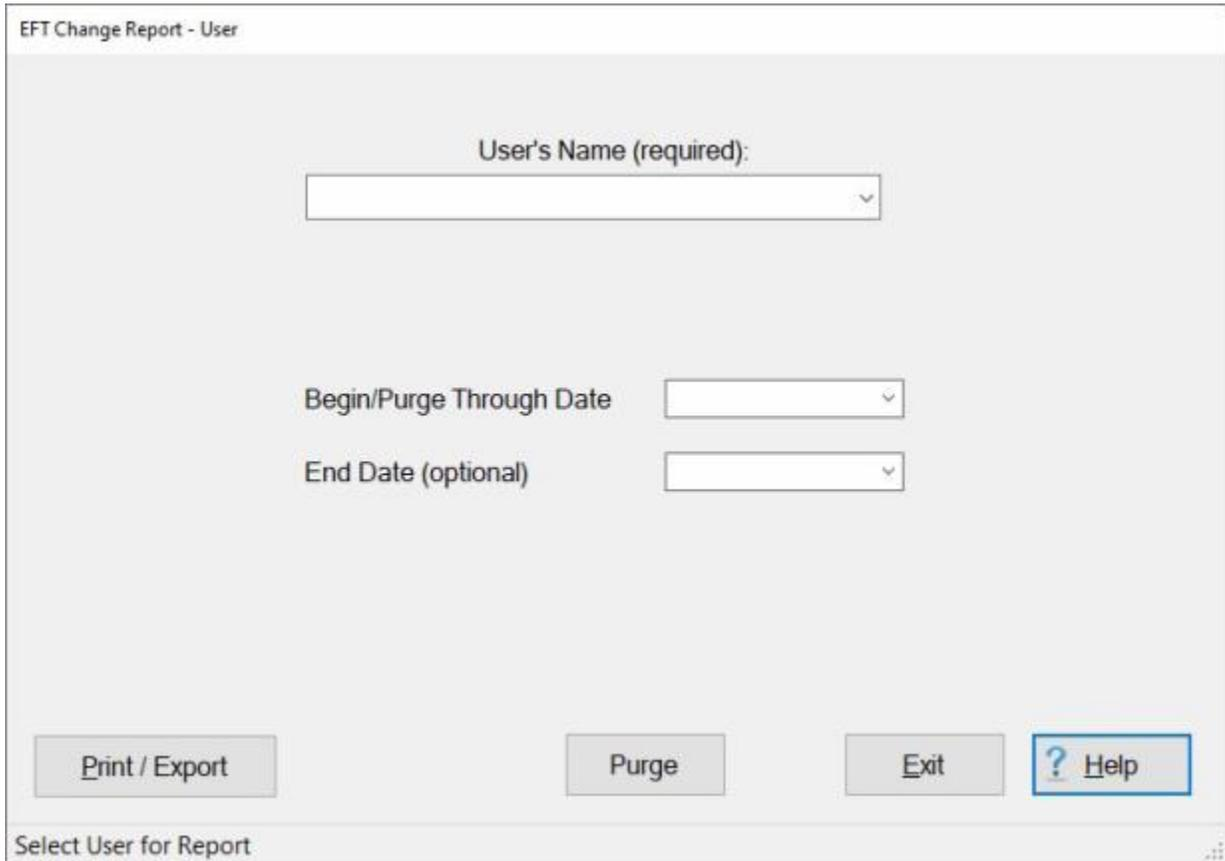 EFT Change Report - User
User's Name (required):
Begin/Purge Through Date
End Date (optional)
Print / Export Purge Exit ? Help
Select User for Report